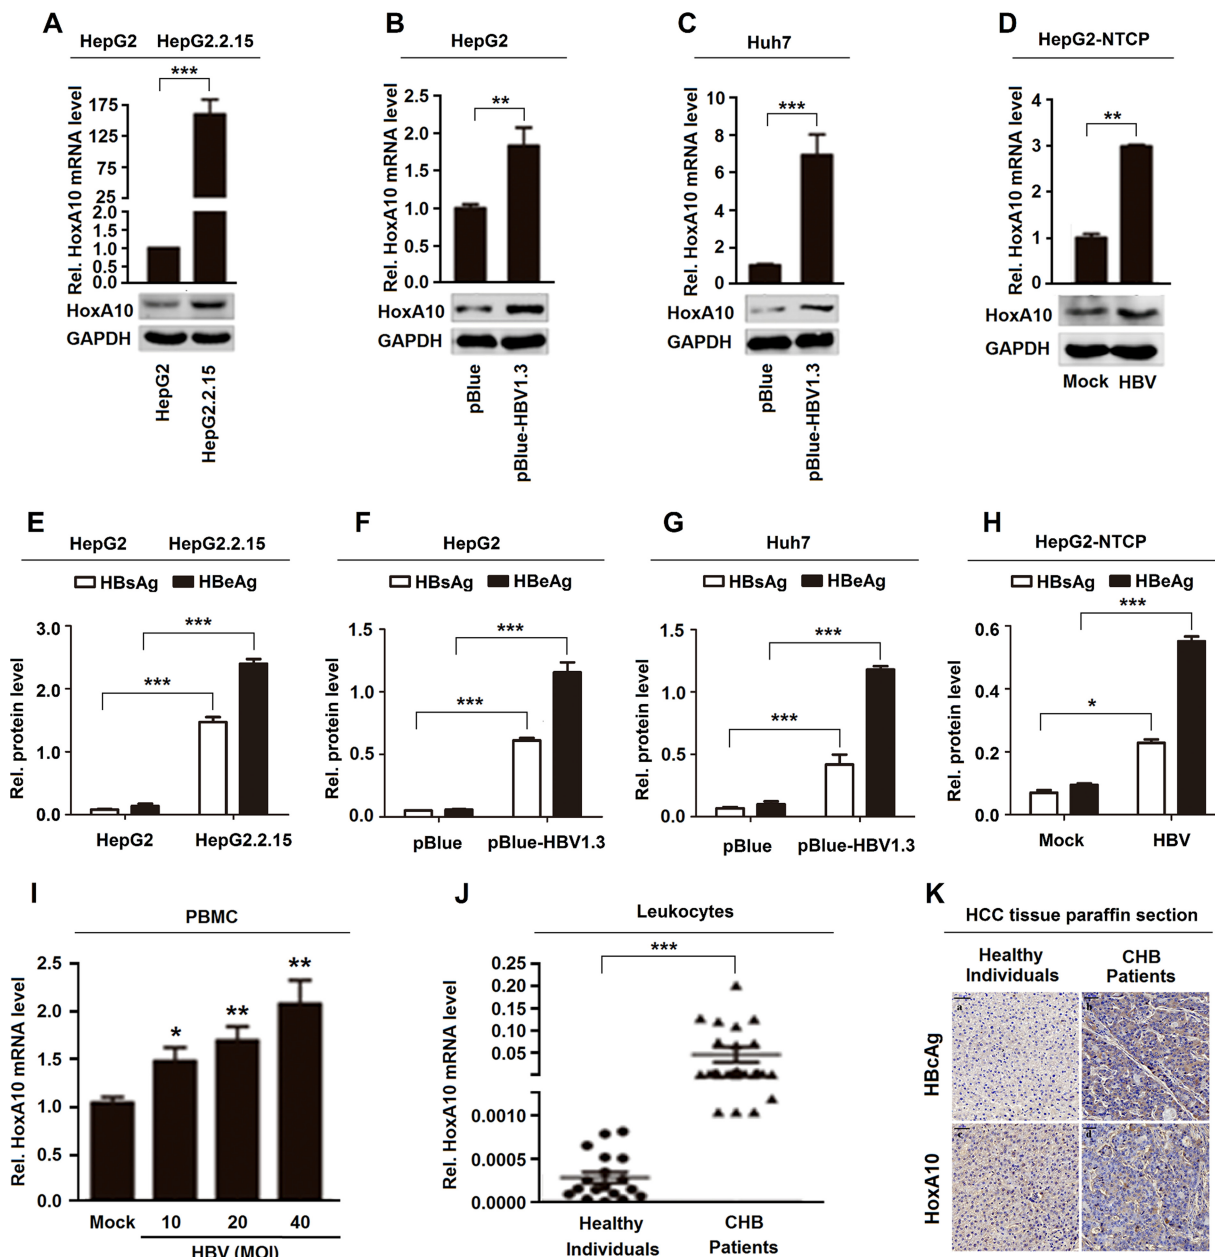 A
HepG2 HepG2.2.15
***
Rel. HoxA10 mRNA level
175
125
75
25
2.0
1.0
0.5
0.0
HoxA10
GAPDH
HepG2
HepG2.2.15
B
HepG2
**
Rel. HoxA10 mRNA level
2.5
2.0
1.5
1.0
0.5
0.0
HoxA10
GAPDH
pBlue
pBlue-HBV1.3
C
Huh7
***
Rel. HoxA10 mRNA level
10
8
6
4
2
0
HoxA10
GAPDH
pBlue
pBlue-HBV1.3
D
HepG2-NTCP
**
Rel. HoxA10 mRNA level
4
3
2
1
0
HoxA10
GAPDH
Mock HBV
E
HepG2 HepG2.2.15
HBsAg HBeAg
***
***
Rel. protein level
3.0
2.0
1.0
0.0
HepG2 HepG2.2.15
F
HepG2
HBsAg HBeAg
***
***
Rel. protein level
1.5
1.0
0.5
0.0
pBlue pBlue-HBV1.3
G
Huh7
HBsAg HBeAg
***
***
Rel. protein level
1.5
1.0
0.5
0.0
pBlue pBlue-HBV1.3
H
HepG2-NTCP
HBsAg HBeAg
***
*
Rel. protein level
0.6
0.4
0.2
0.0
Mock HBV
I
PBMC
Rel. HoxA10 mRNA level
2.5
2.0
1.5
1.0
0.5
0.0
* ** **
Mock 10 20 40
HBV (MOI)
J
Leukocytes
***
Rel. HoxA10 mRNA level
0.25
0.20
0.15
0.10
0.05
0.0010
0.0005
0.0000
Healthy CHB
Individuals Patients
K
HCC tissue paraffin section
Healthy CHB
Individuals Patients
HBcAg
HoxA10
a b
c d